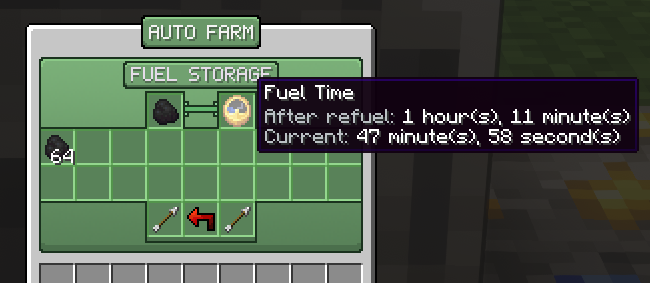 AUTO FARM
FUEL STORAGE
Fuel Time
After refuel: 1 hour(s), 11 minute(s)
Current: 47 minute(s), 58 second(s)
64